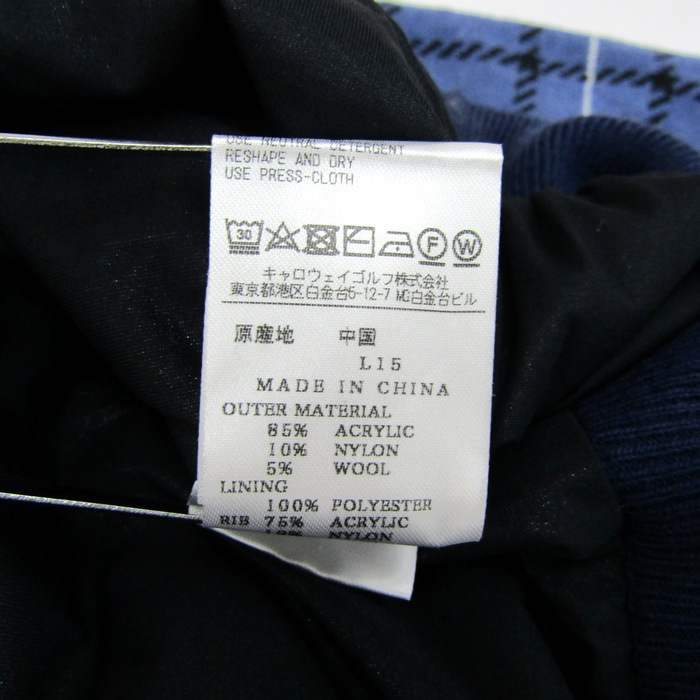 USE NEUTRAL DETERGENT
RESHAPE AND DRY
USE PRESS-CLOTH
30 F W
キャロウェイゴルフ株式会社
東京都港区白金台5-12-7 MG白金台ビル
原産地 中国
L15
MADE IN CHINA
OUTER MATERIAL
85% ACRYLIC
10% NYLON
5% WOOL
LINING
100% POLYESTER
RIB 75% ACRYLIC
NYLON